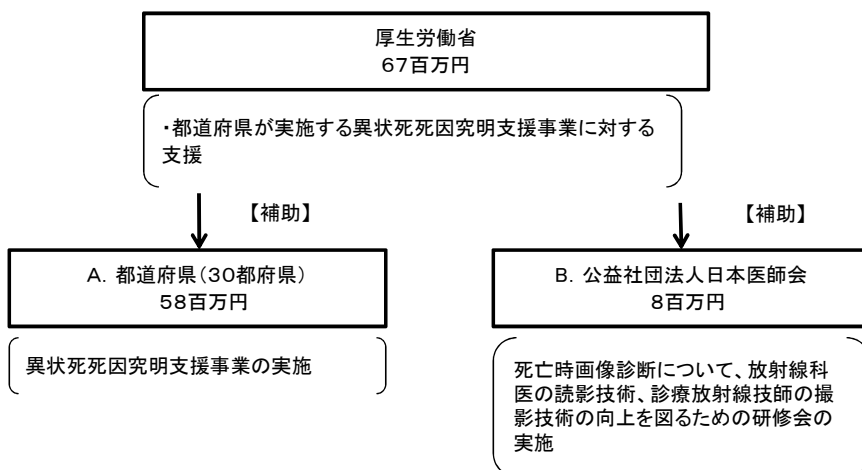 厚生労働省
67百万円
・都道府県が実施する異状死死因究明支援事業に対する
支援
【補助】
【補助】
A. 都道府県(30都府県)
58百万円
B. 公益社団法人日本医師会
8百万円
異状死死因究明支援事業の実施
死亡時画像診断について、放射線科
医の読影技術、診療放射線技師の撮
影技術の向上を図るための研修会の
実施